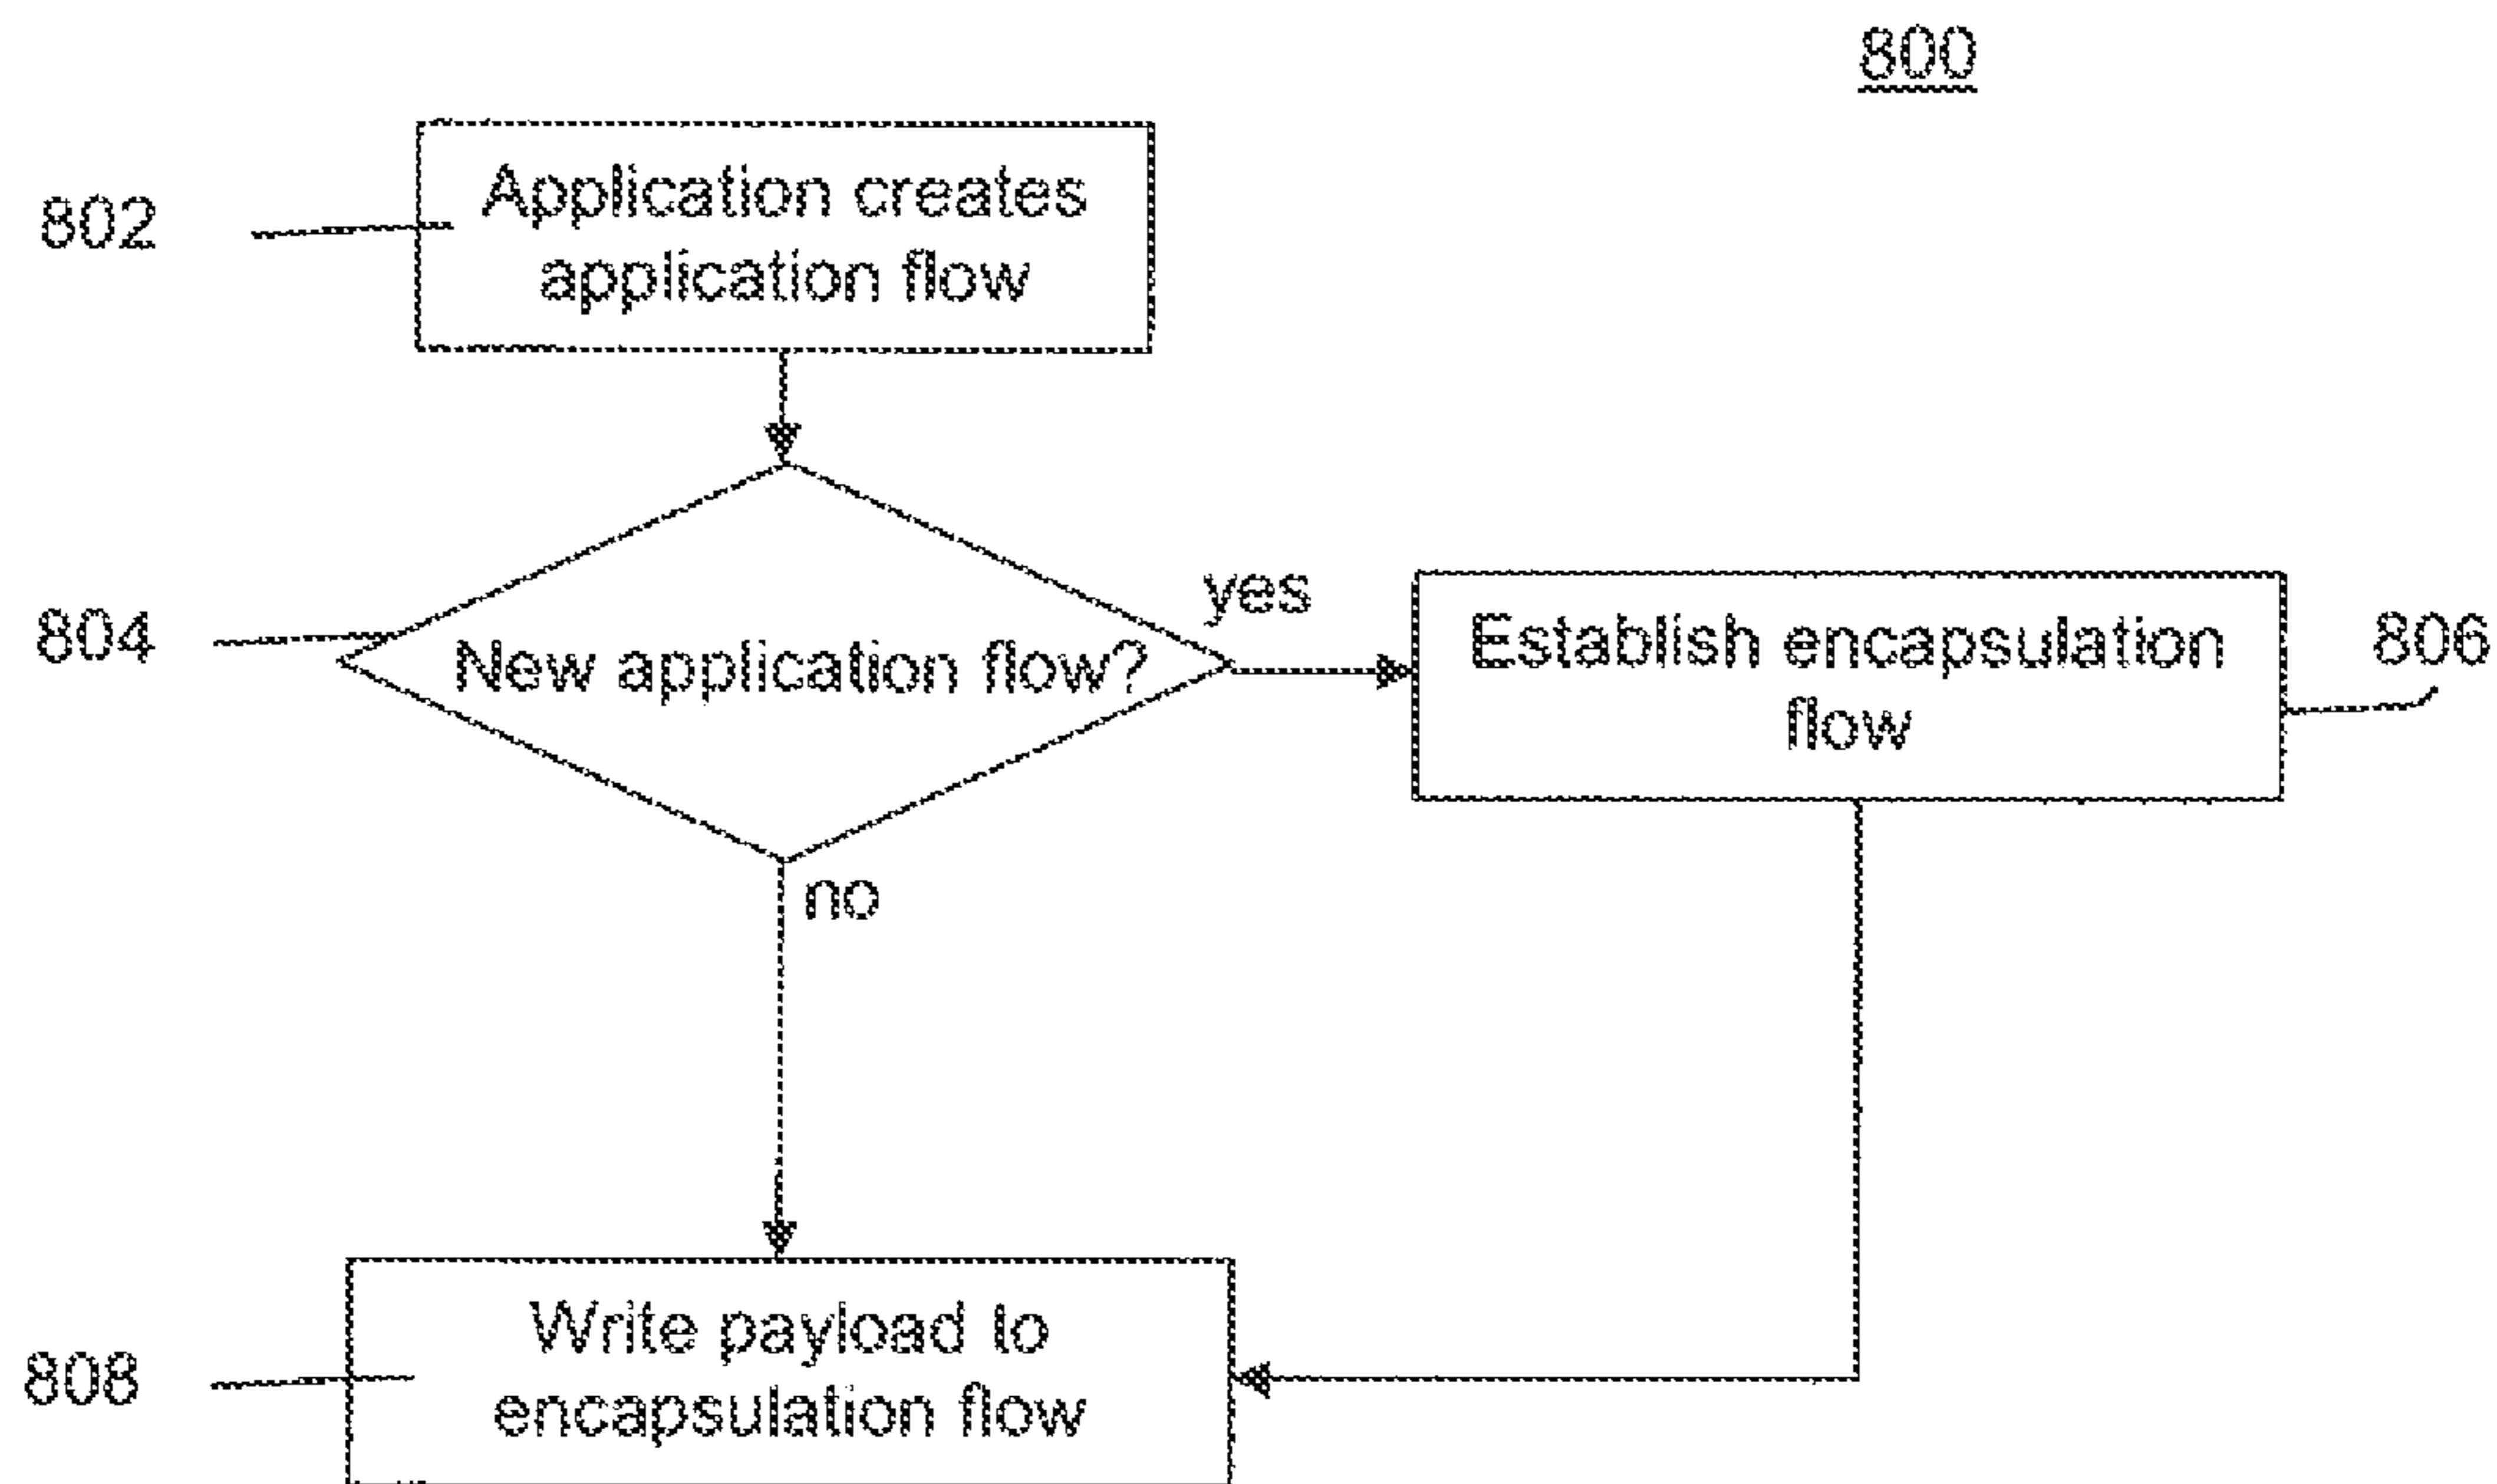 800
802
Application creates
application flow
804
New application flow?
yes
Establish encapsulation
flow
806
no
808
Write payload to
encapsulation flow